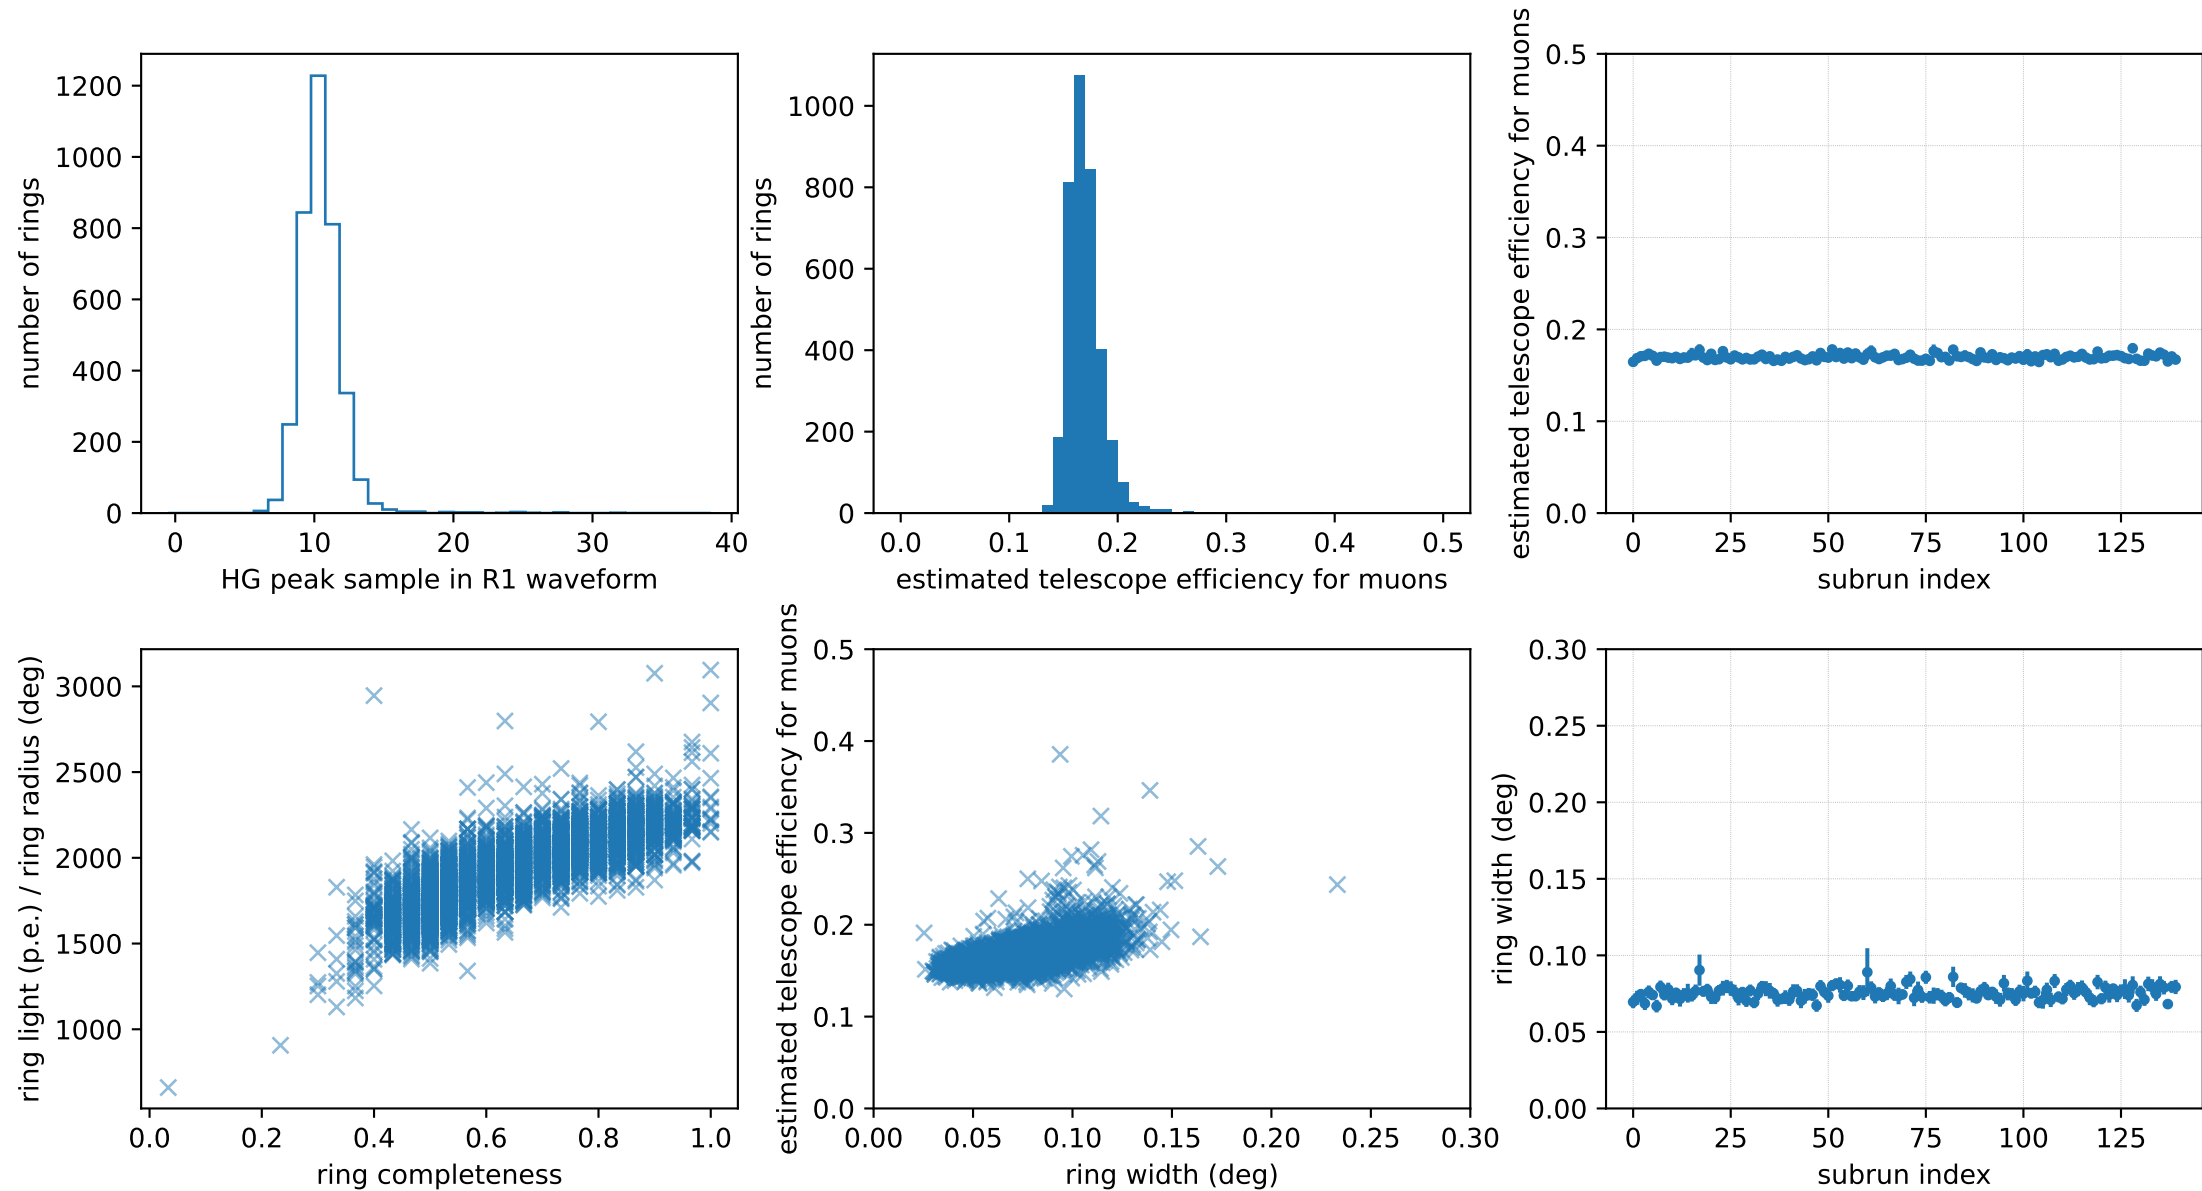 number of rings
1200
1000
800
600
400
200
0
0 10 20 30 40
HG peak sample in R1 waveform
number of rings
1000
800
600
400
200
0
0.0 0.1 0.2 0.3 0.4 0.5
estimated telescope efficiency for muons
estimated telescope efficiency for muons
0.5
0.4
0.3
0.2
0.1
0.0
0 25 50 75 100 125
subrun index
ring light (p.e.) / ring radius (deg)
3000
2500
2000
1500
1000
0.0 0.2 0.4 0.6 0.8 1.0
ring completeness
estimated telescope efficiency for muons
0.5
0.4
0.3
0.2
0.1
0.0
0.00 0.05 0.10 0.15 0.20 0.25 0.30
ring width (deg)
ring width (deg)
0.30
0.25
0.20
0.15
0.10
0.05
0.00
0 25 50 75 100 125
subrun index